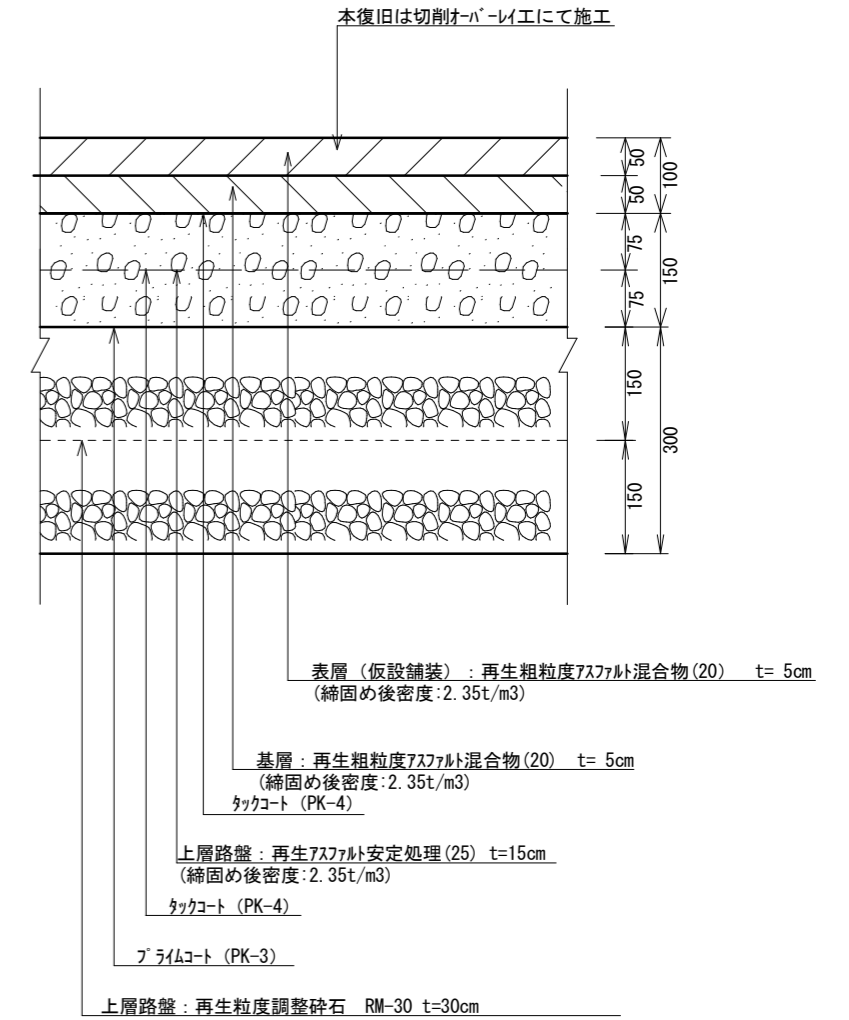 本復旧は切削ｵｰﾊﾞｰﾚｲ工にて施工
50
100
50
75
150
75
150
300
150
表層（仮設舗装）：再生粗粒度ｱｽﾌｧﾙﾄ混合物(20)　t= 5cm
(締固め後密度:2.35t/m3)
基層：再生粗粒度ｱｽﾌｧﾙﾄ混合物(20)　t= 5cm
(締固め後密度:2.35t/m3)
ﾀｯｸｺｰﾄ (PK-4)
上層路盤：再生ｱｽﾌｧﾙﾄ安定処理(25) t=15cm
(締固め後密度:2.35t/m3)
ﾀｯｸｺｰﾄ (PK-4)
ﾌﾟﾗｲﾑｺｰﾄ (PK-3)
上層路盤：再生粒度調整砕石　RM-30 t=30cm